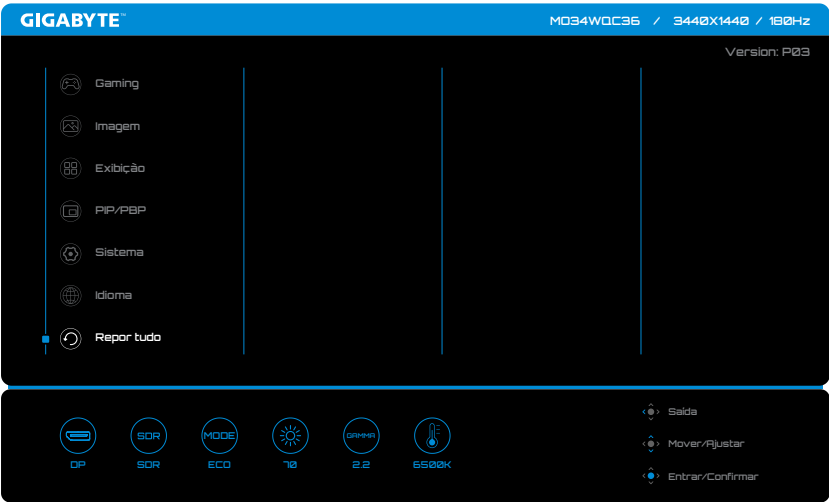 GIGABYTE™
MO34WQC36 / 3440X1440 / 180Hz
Version: P03
Gaming
Imagem
Exibição
PIP/PBP
Sistema
Idioma
Repor tudo
SDR
MODE
GAMMA
DP
SDR
ECO
70
2.2
6500K
Saída
Mover/Ajustar
Entrar/Confirmar